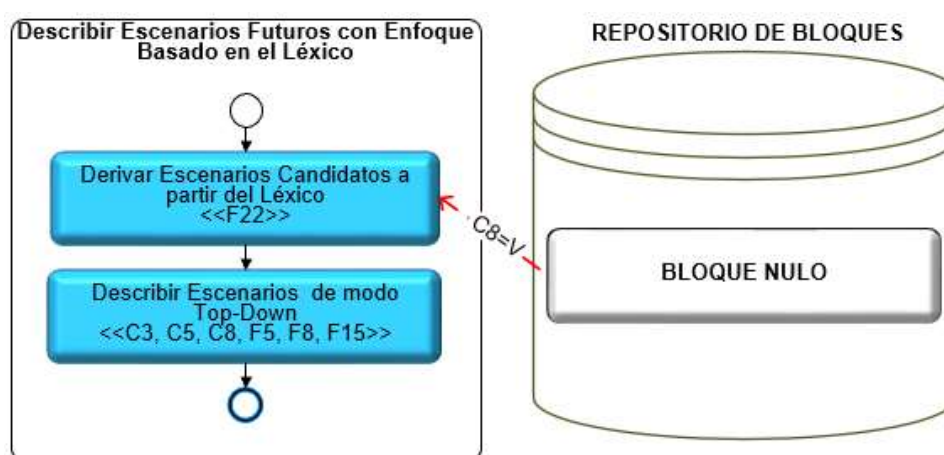 Describir Escenarios Futuros con Enfoque
Basado en el Léxico
Derivar Escenarios Candidatos a
partir del Léxico
<<F22>>
Describir Escenarios de modo
Top-Down
<<C3, C5, C8, F5, F8, F15>>
C8=V
REPOSITORIO DE BLOQUES
BLOQUE NULO